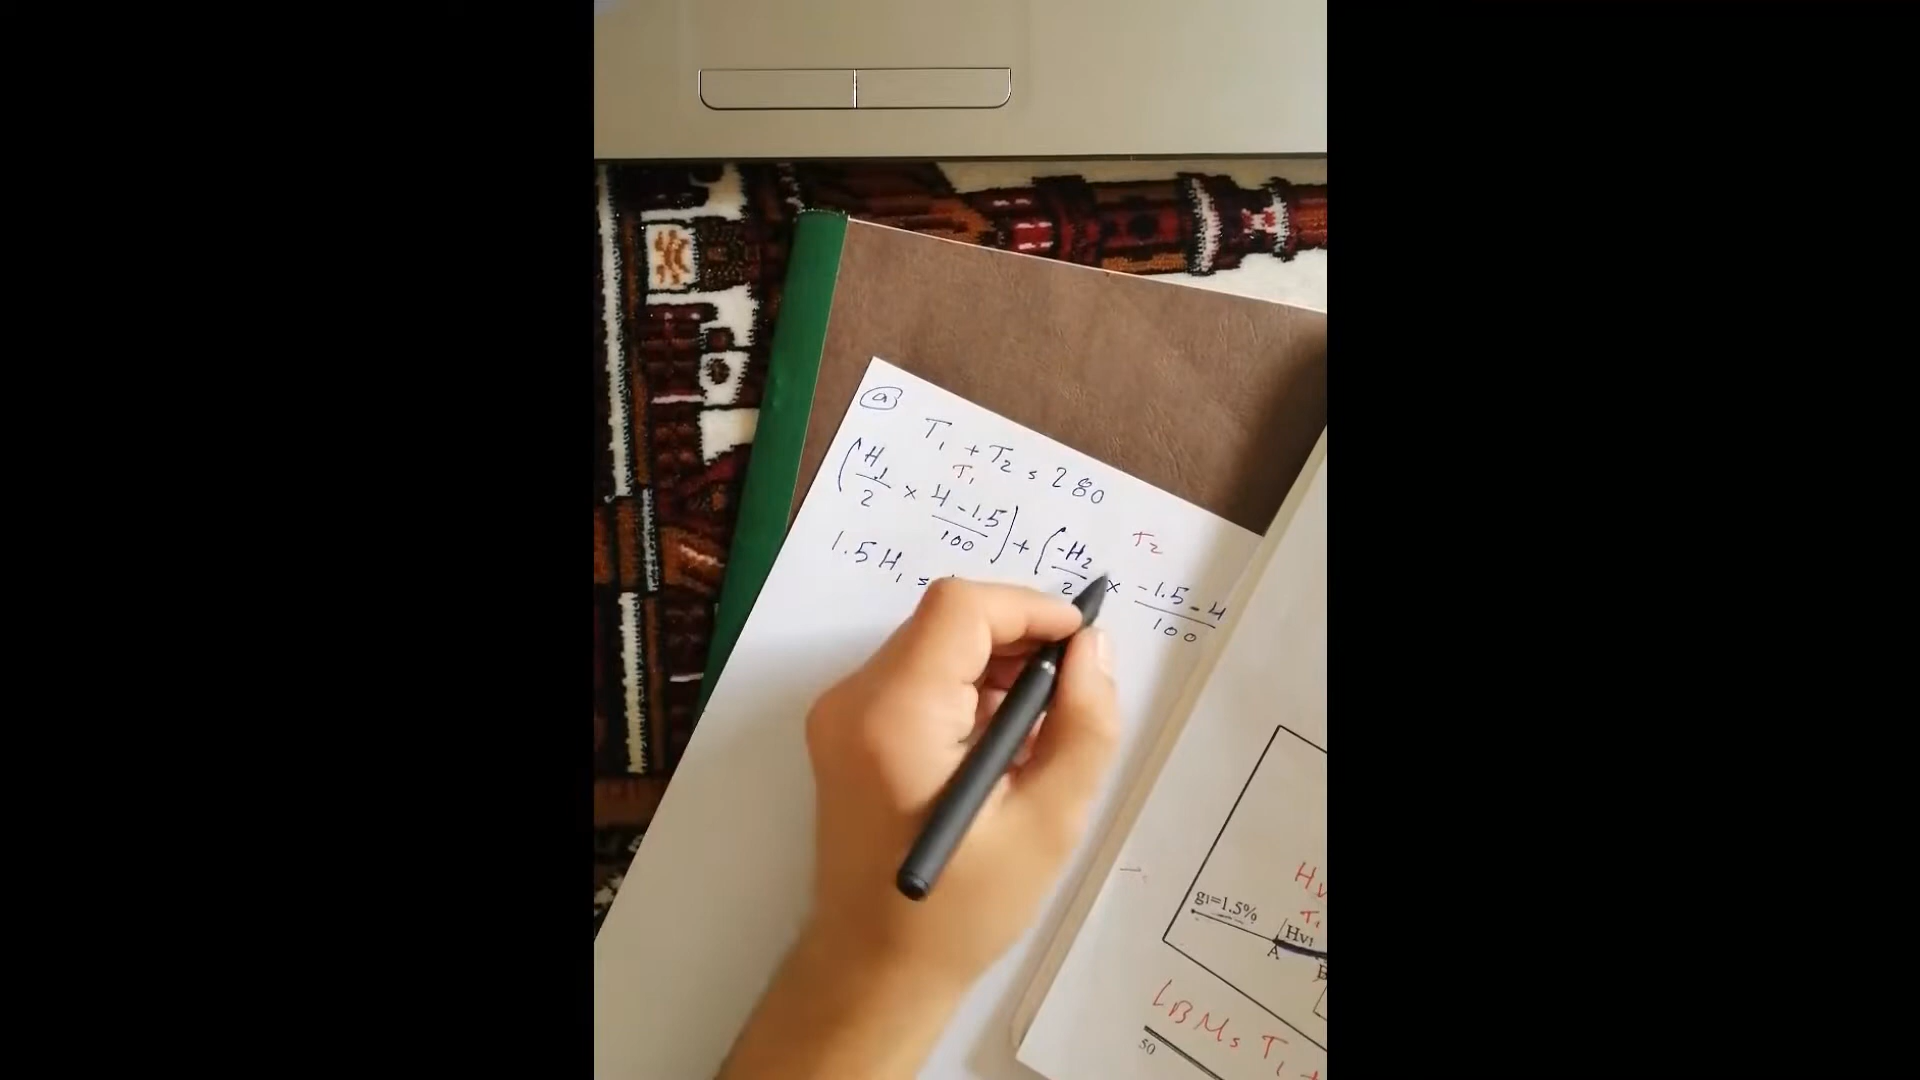 a
T₁ + T₂ = 280
T₁
(H₁/2 × (4 - 1.5)/100) + (-H₂/2 × (-1.5 - 4)/100
T₂
1.5 H₁ =
g1=1.5%
Hv1
A
T₁
LBM = T₁ +
50